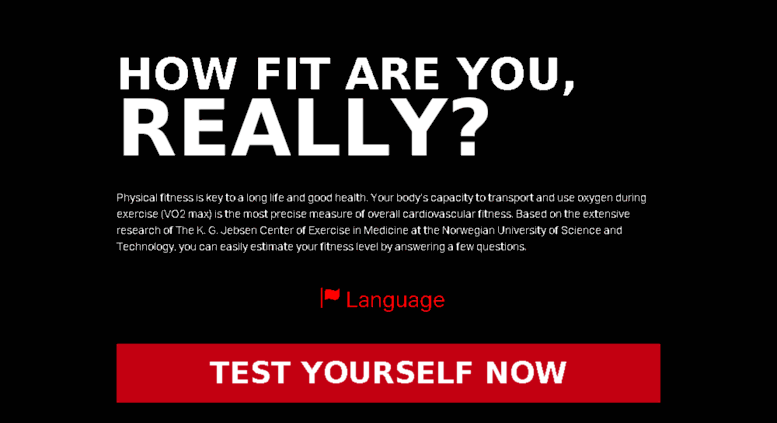 HOW FIT ARE YOU,
REALLY?
Physical fitness is key to a long life and good health. Your body's capacity to transport and use oxygen during
exercise (VO2 max) is the most precise measure of overall cardiovascular fitness. Based on the extensive
research of The K. G. Jebsen Center of Exercise in Medicine at the Norwegian University of Science and
Technology, you can easily estimate your fitness level by answering a few questions.
Language
TEST YOURSELF NOW